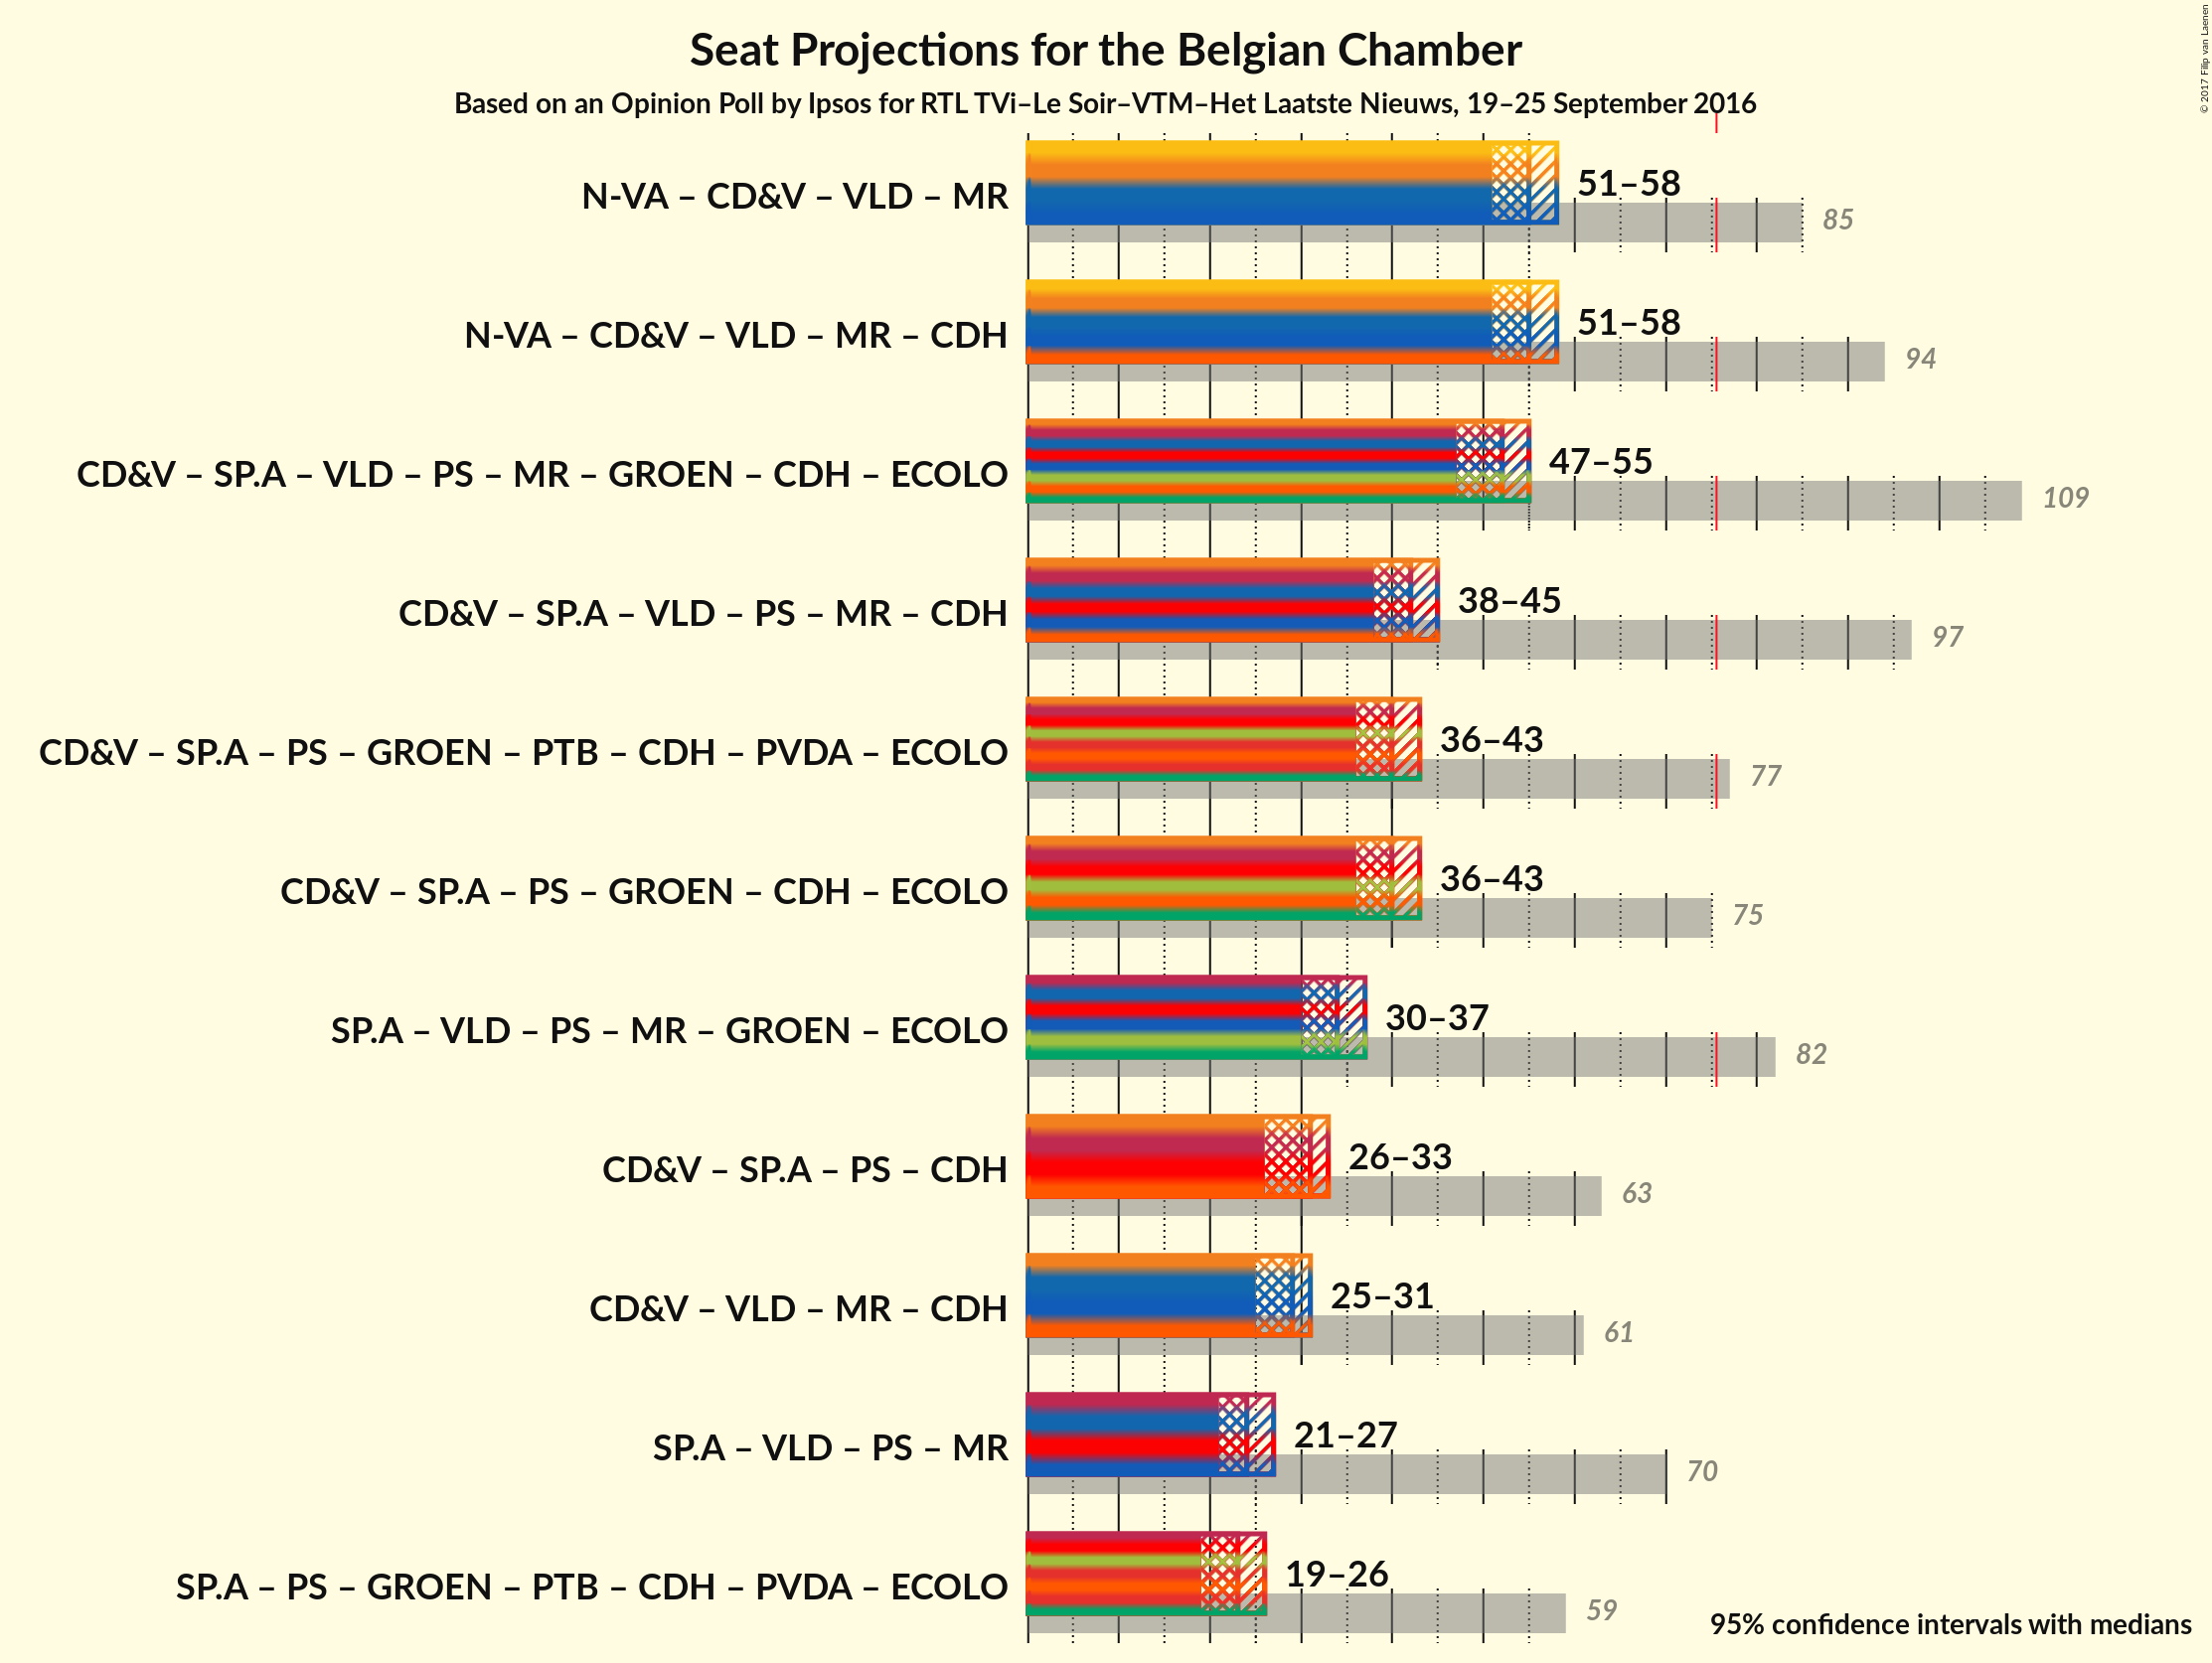 Seat Projections for the Belgian Chamber
Based on an Opinion Poll by Ipsos for RTL TVi–Le Soir–VTM–Het Laatste Nieuws, 19–25 September 2016
© 2017 Filip van Laenen
N-VA – CD&V – VLD – MR 51–58 85
N-VA – CD&V – VLD – MR – CDH 51–58 94
CD&V – SP.A – VLD – PS – MR – GROEN – CDH – ECOLO 47–55 109
CD&V – SP.A – VLD – PS – MR – CDH 38–45 97
CD&V – SP.A – PS – GROEN – PTB – CDH – PVDA – ECOLO 36–43 77
CD&V – SP.A – PS – GROEN – CDH – ECOLO 36–43 75
SP.A – VLD – PS – MR – GROEN – ECOLO 30–37 82
CD&V – SP.A – PS – CDH 26–33 63
CD&V – VLD – MR – CDH 25–31 61
SP.A – VLD – PS – MR 21–27 70
SP.A – PS – GROEN – PTB – CDH – PVDA – ECOLO 19–26 59
95% confidence intervals with medians